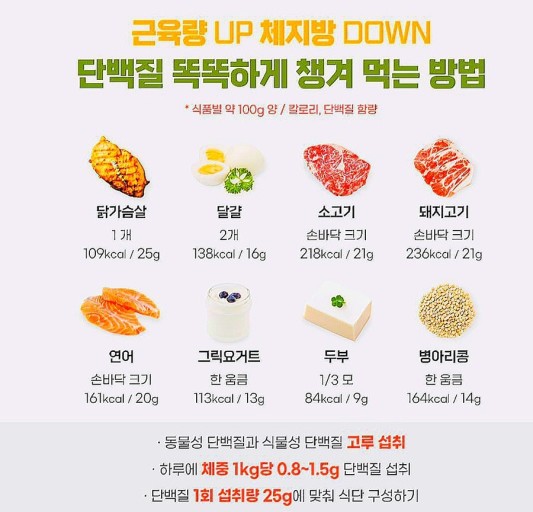 근육량 UP 체지방 DOWN
단백질 똑똑하게 챙겨 먹는 방법
* 식품별 약 100g 양 / 칼로리, 단백질 함량
닭가슴살
1 개
109kcal / 25g
달걀
2개
138kcal / 16g
소고기
손바닥 크기
218kcal / 21g
돼지고기
손바닥 크기
236kcal / 21g
연어
손바닥 크기
161kcal / 20g
그릭요거트
한 움큼
113kcal / 13g
두부
1/3 모
84kcal / 9g
병아리콩
한 움큼
164kcal / 14g
· 동물성 단백질과 식물성 단백질 고루 섭취
· 하루에 체중 1kg당 0.8~1.5g 단백질 섭취
· 단백질 1회 섭취량 25g에 맞춰 식단 구성하기